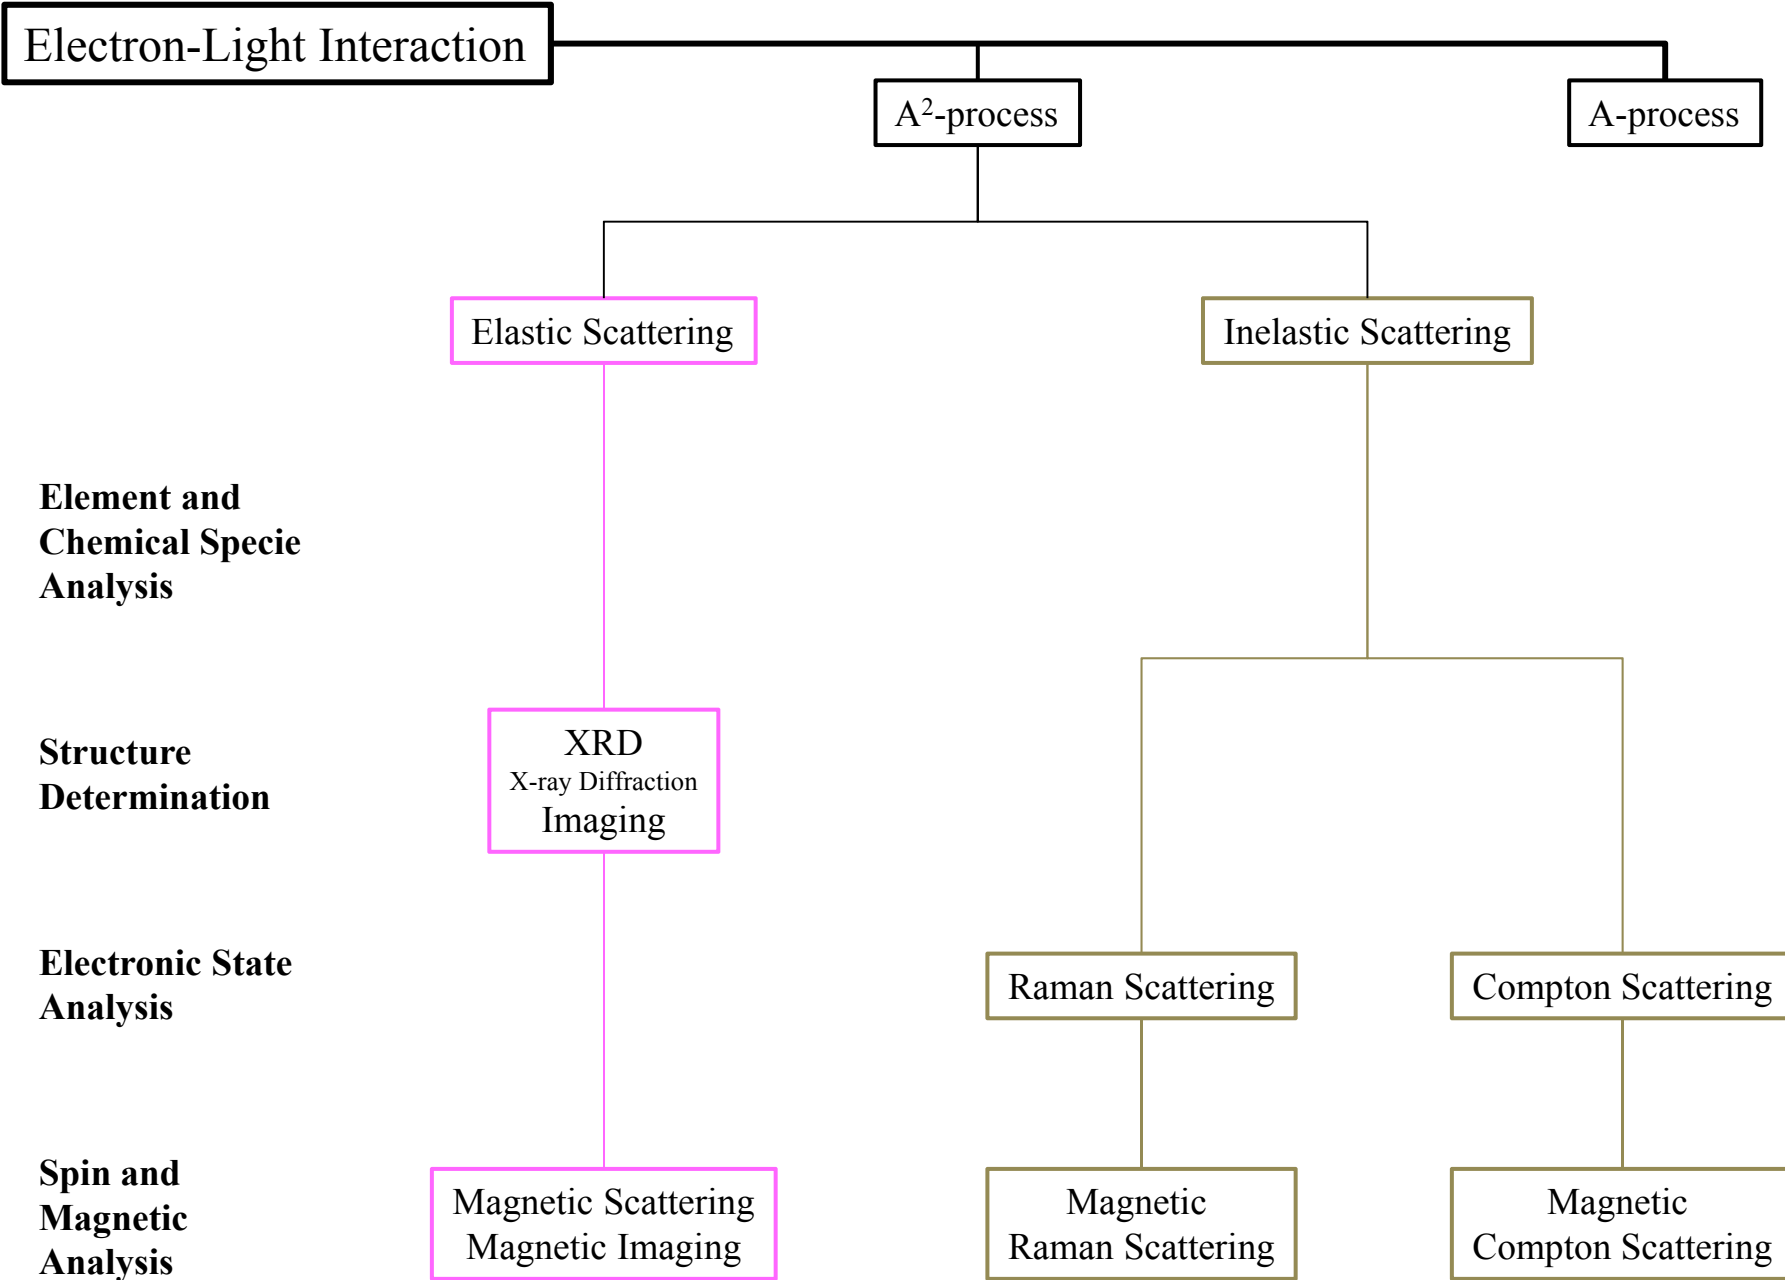 Electron-Light Interaction
A²-process
A-process
Elastic Scattering
Inelastic Scattering
Element and
Chemical Specie
Analysis
Structure
Determination
XRD
X-ray Diffraction
Imaging
Electronic State
Analysis
Raman Scattering
Compton Scattering
Spin and
Magnetic
Analysis
Magnetic Scattering
Magnetic Imaging
Magnetic
Raman Scattering
Magnetic
Compton Scattering